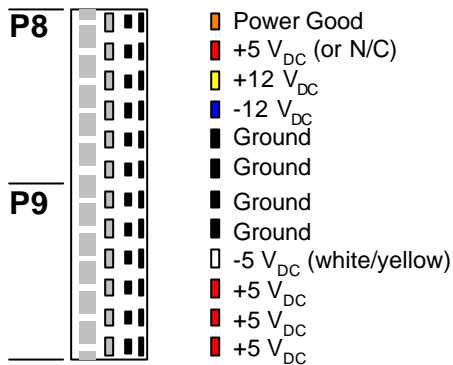 P8
Power Good
+5 VDC (or N/C)
+12 VDC
-12 VDC
Ground
Ground
P9
Ground
Ground
-5 VDC (white/yellow)
+5 VDC
+5 VDC
+5 VDC